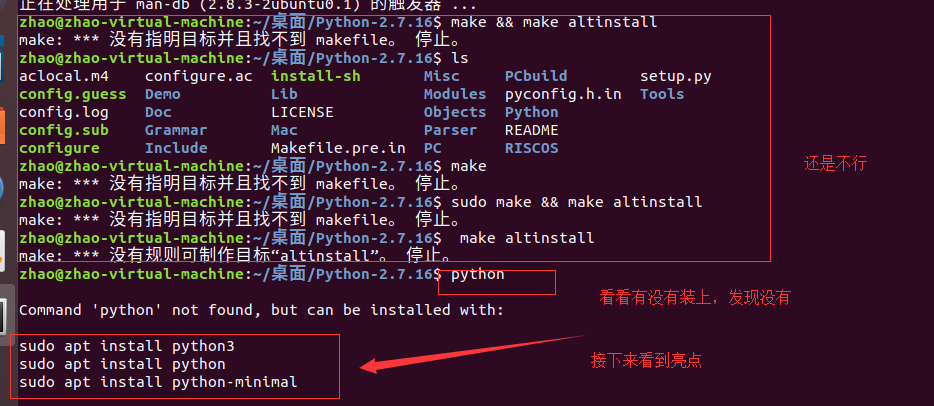 正在处理用于 man-db (2.8.3-2ubuntu0.1) 的触发器 ...
zhao@zhao-virtual-machine:~/桌面/Python-2.7.16$ make && make altinstall
make: *** 没有指明目标并且找不到 makefile。 停止。
zhao@zhao-virtual-machine:~/桌面/Python-2.7.16$ ls
aclocal.m4 configure.ac install-sh Misc PCbuild setup.py
config.guess Demo Lib Modules pyconfig.h.in Tools
config.log Doc LICENSE Objects Python
config.sub Grammar Mac Parser README
configure Include Makefile.pre.in PC RISCOS
zhao@zhao-virtual-machine:~/桌面/Python-2.7.16$ make
还是不行
make: *** 没有指明目标并且找不到 makefile。 停止。
zhao@zhao-virtual-machine:~/桌面/Python-2.7.16$ sudo make && make altinstall
make: *** 没有指明目标并且找不到 makefile。 停止。
zhao@zhao-virtual-machine:~/桌面/Python-2.7.16$  make altinstall
make: *** 没有规则可制作目标“altinstall”。 停止。
zhao@zhao-virtual-machine:~/桌面/Python-2.7.16$ python
看看有没有装上，发现没有
Command 'python' not found, but can be installed with:
sudo apt install python3
接下来看到亮点
sudo apt install python
sudo apt install python-minimal